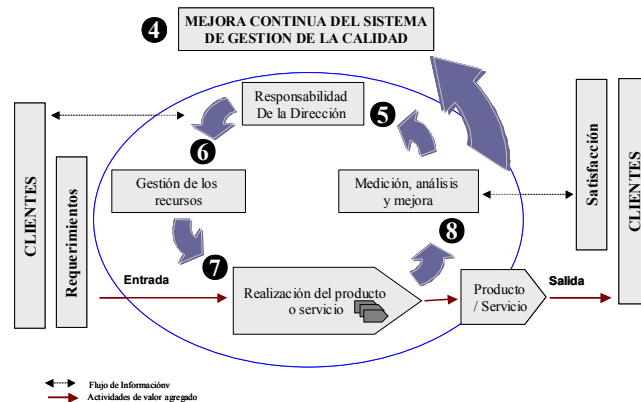 4
MEJORA CONTINUA DEL SISTEMA
DE GESTION DE LA CALIDAD
Responsabilidad
De la Dirección
5
6
CLIENTES
Requerimientos
Gestión de los
recursos
Medición, análisis
y mejora
Satisfacción
CLIENTES
8
7
Entrada
Realización del producto
o servicio
Producto
/ Servicio
Salida
Flujo de Informaciónv
Actividades de valor agregado